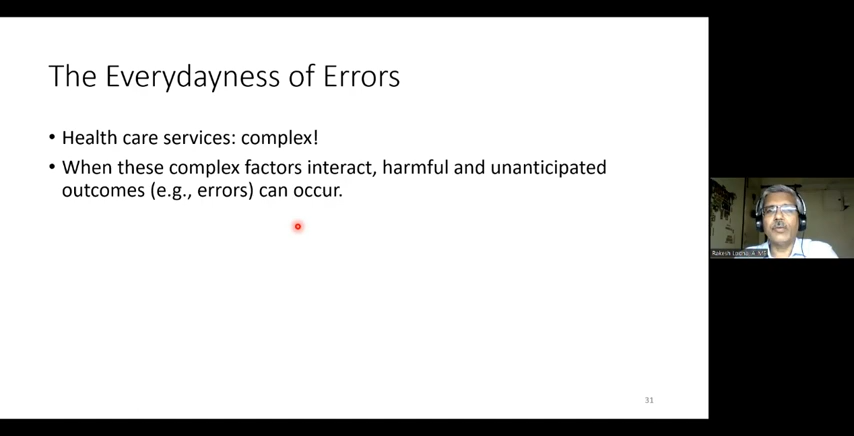 The Everydayness of Errors
• Health care services: complex!
• When these complex factors interact, harmful and unanticipated
outcomes (e.g., errors) can occur.
Rakesh
31